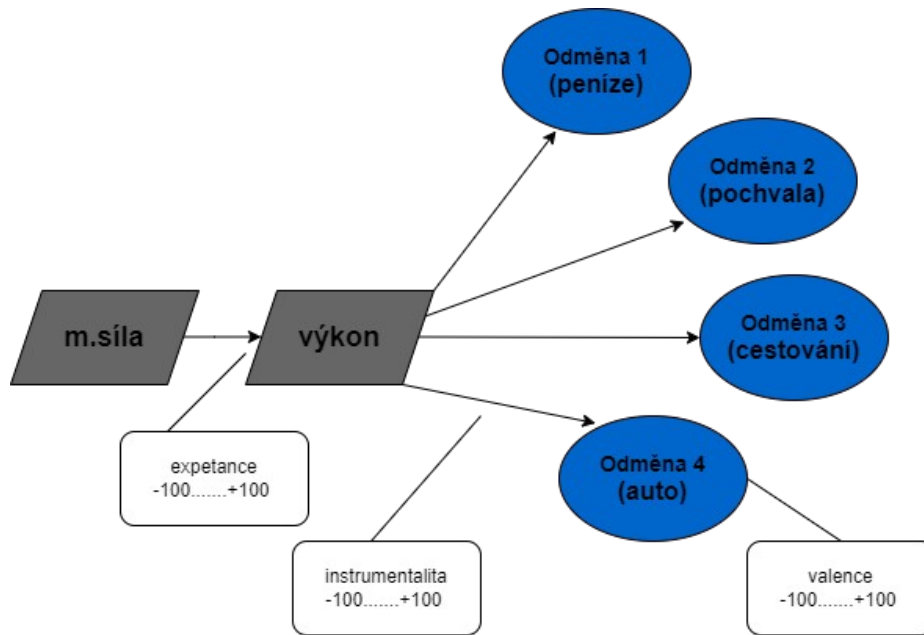 Odměna 1
(peníze)
Odměna 2
(pochvala)
m.síla
výkon
Odměna 3
(cestování)
Odměna 4
(auto)
expetance
-100.......+100
instrumentalita
-100.......+100
valence
-100.......+100